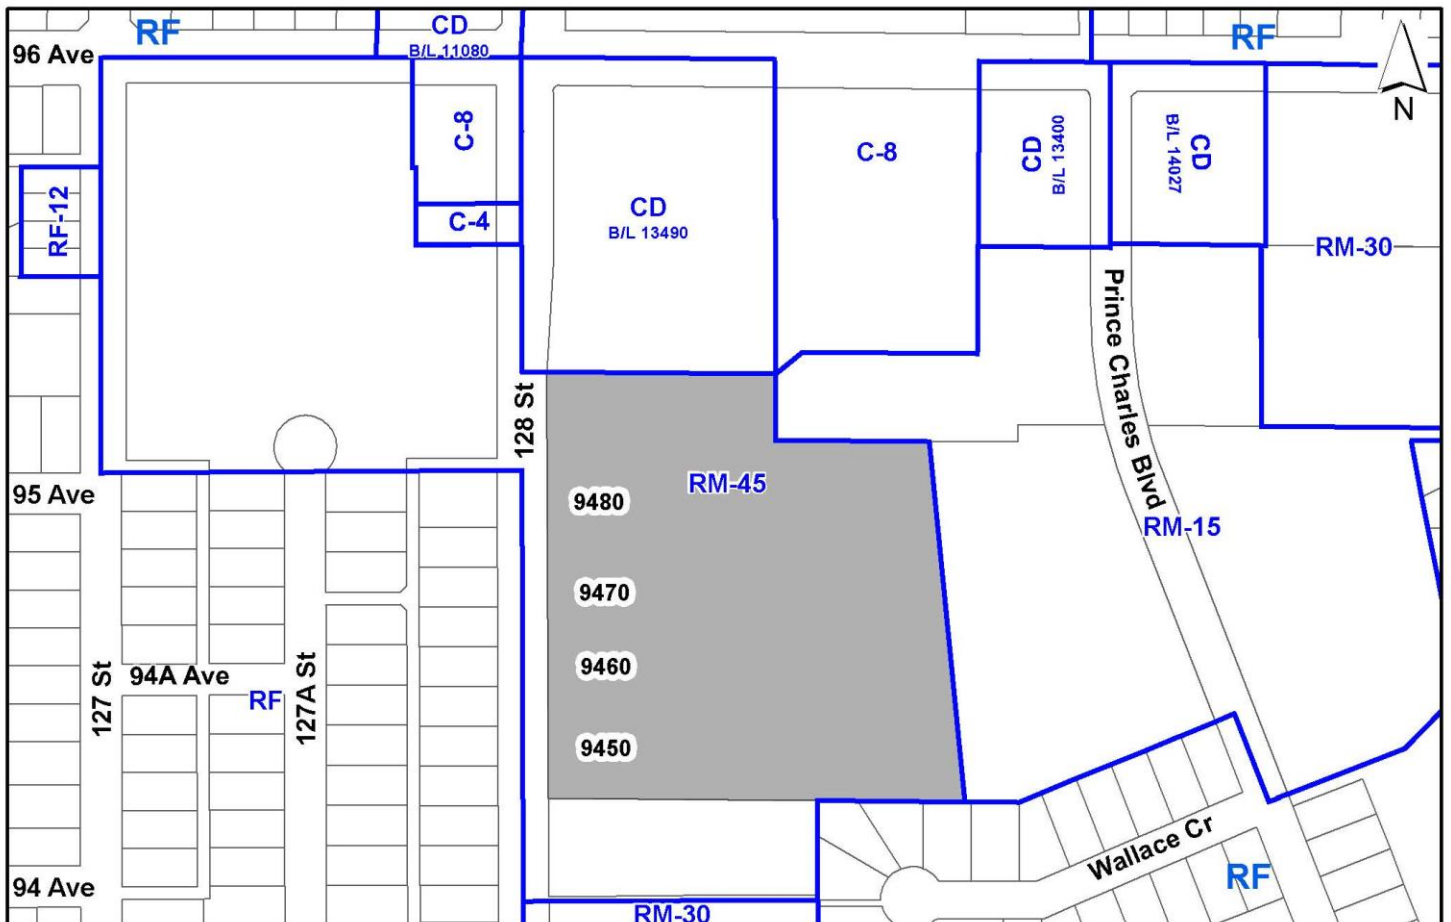 RF
CD
B/L 11080
RF
96 Ave
N
C-8
C-8
CD
B/L 13400
CD
B/L 14027
RF-12
C-4
CD
B/L 13490
RM-30
Prince Charles Blvd
128 St
95 Ave
RM-45
9480
RM-15
9470
9460
94A Ave
127 St
RF
127A St
9450
Wallace Cr
94 Ave
RF
RM-30